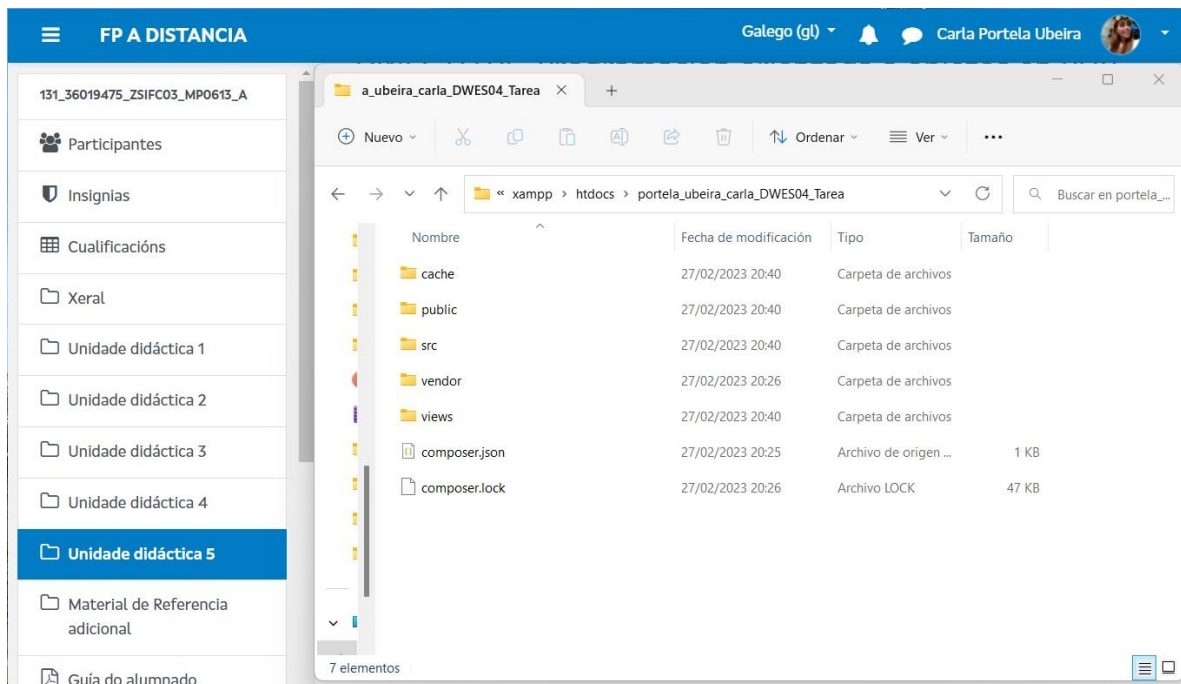 FP A DISTANCIA
Galego (gl)
Carla Portela Ubeira
131_36019475_ZSIFC03_MP0613_A
Participantes
Insignias
Cualificacións
Xeral
Unidade didáctica 1
Unidade didáctica 2
Unidade didáctica 3
Unidade didáctica 4
Unidade didáctica 5
Material de Referencia
adicional
Guía do alumnado
a_ubeira_carla_DWES04_Tarea
Nuevo
Ordenar
Ver
« xampp > htdocs > portela_ubeira_carla_DWES04_Tarea
Buscar en portela_...
Nombre Fecha de modificación Tipo Tamaño
cache 27/02/2023 20:40 Carpeta de archivos
public 27/02/2023 20:40 Carpeta de archivos
src 27/02/2023 20:40 Carpeta de archivos
vendor 27/02/2023 20:26 Carpeta de archivos
views 27/02/2023 20:40 Carpeta de archivos
composer.json 27/02/2023 20:25 Archivo de origen ... 1 KB
composer.lock 27/02/2023 20:26 Archivo LOCK 47 KB
7 elementos